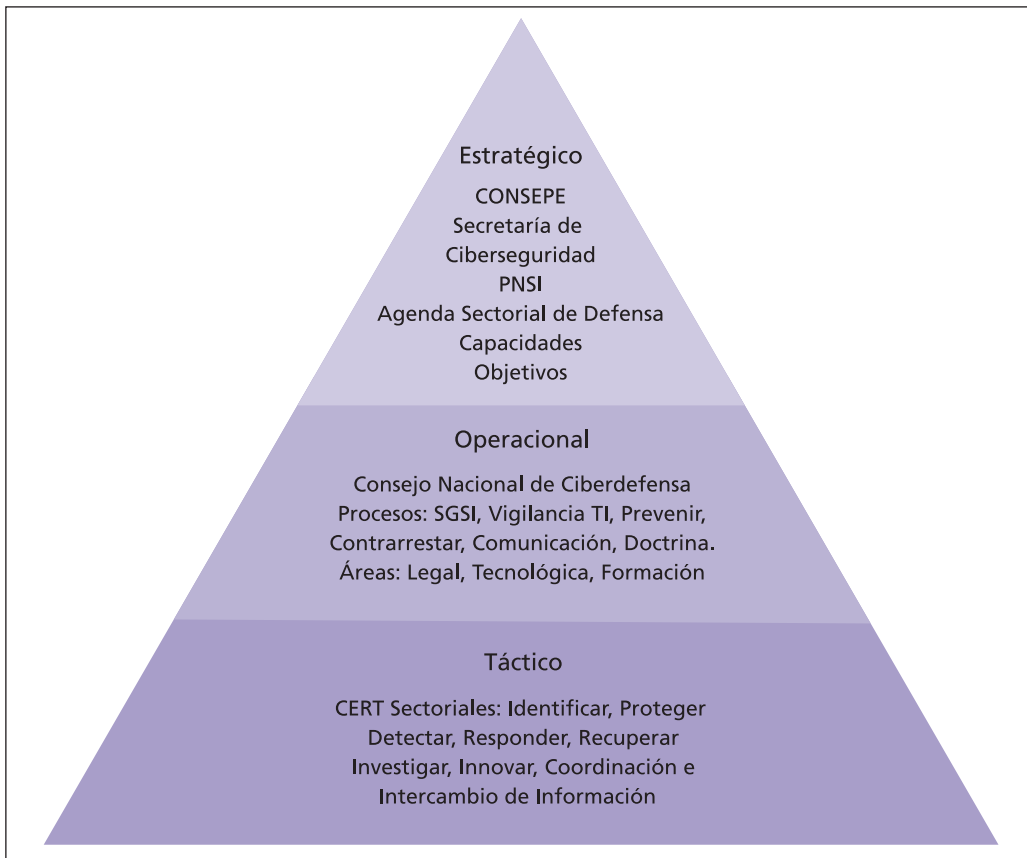 Estratégico
CONSEPE
Secretaría de
Ciberseguridad
PNSI
Agenda Sectorial de Defensa
Capacidades
Objetivos
Operacional
Consejo Nacional de Ciberdefensa
Procesos: SGSI, Vigilancia TI, Prevenir,
Contrarrestar, Comunicación, Doctrina.
Áreas: Legal, Tecnológica, Formación
Táctico
CERT Sectoriales: Identificar, Proteger
Detectar, Responder, Recuperar
Investigar, Innovar, Coordinación e
Intercambio de Información